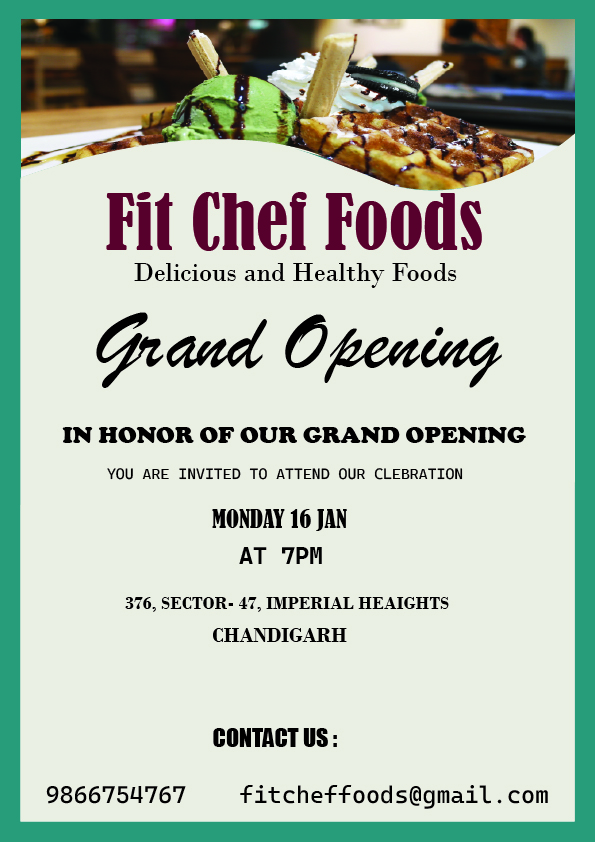 Fit Chef Foods
Delicious and Healthy Foods
Grand Opening
IN HONOR OF OUR GRAND OPENING
YOU ARE INVITED TO ATTEND OUR CLEBRATION
MONDAY 16 JAN
AT 7PM
376, SECTOR- 47, IMPERIAL HEAIGHTS
CHANDIGARH
CONTACT US :
9866754767 fitcheffoods@gmail.com